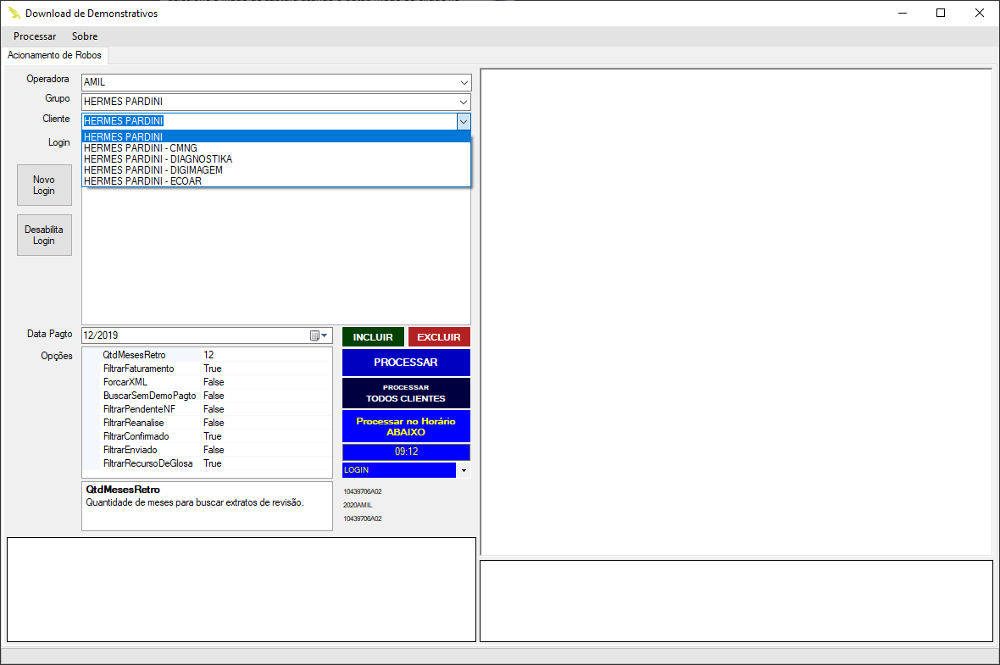 Download de Demonstrativos
Processar Sobre
Acionamento de Robos
Operadora AMIL
Grupo HERMES PARDINI
Cliente HERMES PARDINI
Login
HERMES PARDINI
HERMES PARDINI - CMNG
HERMES PARDINI - DIAGNOSTIKA
HERMES PARDINI - DIGIMAGEM
HERMES PARDINI - ECOAR
Novo
Login
Desabilita
Login
Data Pagto 12/2019
INCLUIR EXCLUIR
Opções
QtdMesesRetro 12
FiltrarFaturamento True
ForcarXML False
BuscarSemDemoPagto False
FiltrarPendenteNF False
FiltrarReanalise False
FiltrarConfirmado True
FiltrarEnviado False
FiltrarRecursoDeGlosa True
PROCESSAR
PROCESSAR
TODOS CLIENTES
Processar no Horário
ABAIXO
09:12
LOGIN
QtdMesesRetro
Quantidade de meses para buscar extratos de revisão.
10439706A02
2020AMIL
10439706A02